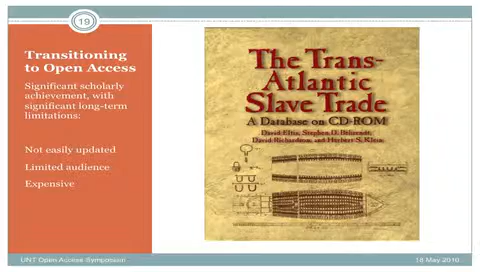 19
Transitioning
to Open Access
Significant scholarly
achievement, with
significant long-term
limitations:
Not easily updated
Limited audience
Expensive
The Trans-
Atlantic
Slave Trade
A Database on CD-ROM
David Eltis, Stephen D. Behrendt,
David Richardson, and Herbert S. Klein
UNT Open Access Symposium
18 May 2010